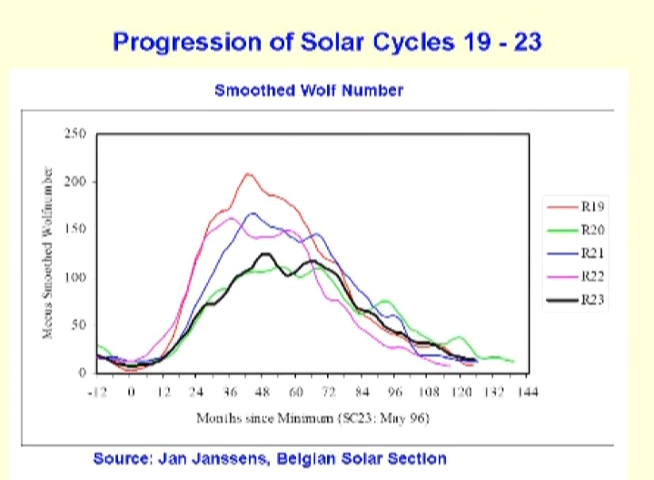 Progression of Solar Cycles 19 - 23
Smoothed Wolf Number
250
200
150
100
50
0
Meeus Smoothed Wolfnumber
-12 0 12 24 36 48 60 72 84 96 108 120 132 144
Months since Minimum (SC23: May 96)
R19
R20
R21
R22
R23
Source: Jan Janssens, Belgian Solar Section